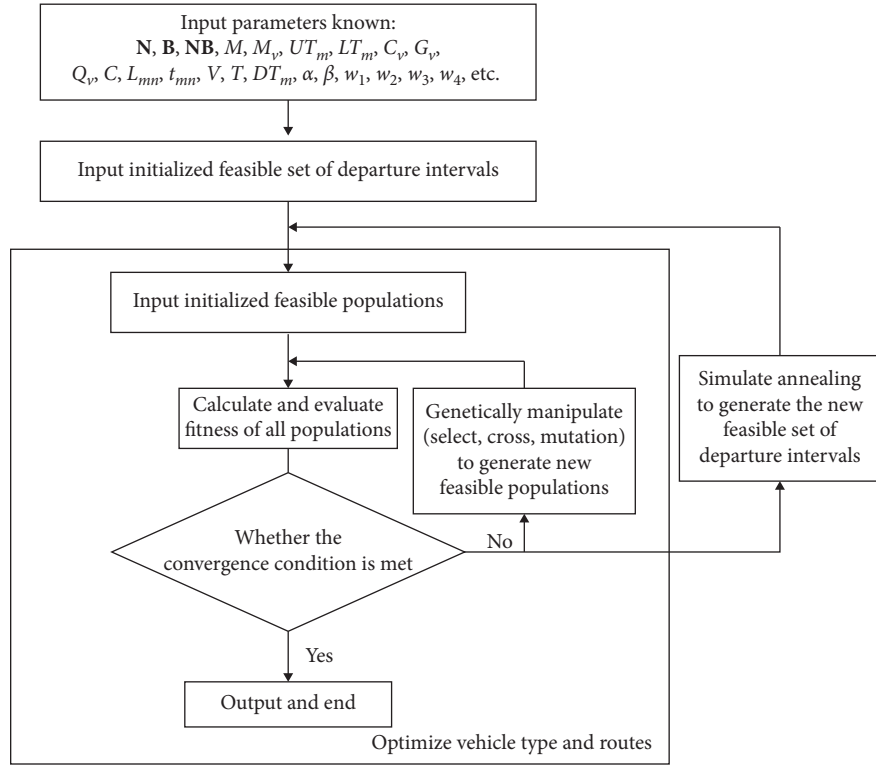 Input parameters known:
N, B, NB, M, Mᵥ, UTₘ, LTₘ, Cᵥ, Gᵥ,
Qᵥ, C, Lₘₙ, tₘₙ, V, T, DTₘ, α, β, w₁, w₂, w₃, w₄, etc.
Input initialized feasible set of departure intervals
Input initialized feasible populations
Calculate and evaluate
fitness of all populations
Genetically manipulate
(select, cross, mutation)
to generate new
feasible populations
Simulate annealing
to generate the new
feasible set of
departure intervals
Whether the
convergence condition is met
No
Yes
Output and end
Optimize vehicle type and routes